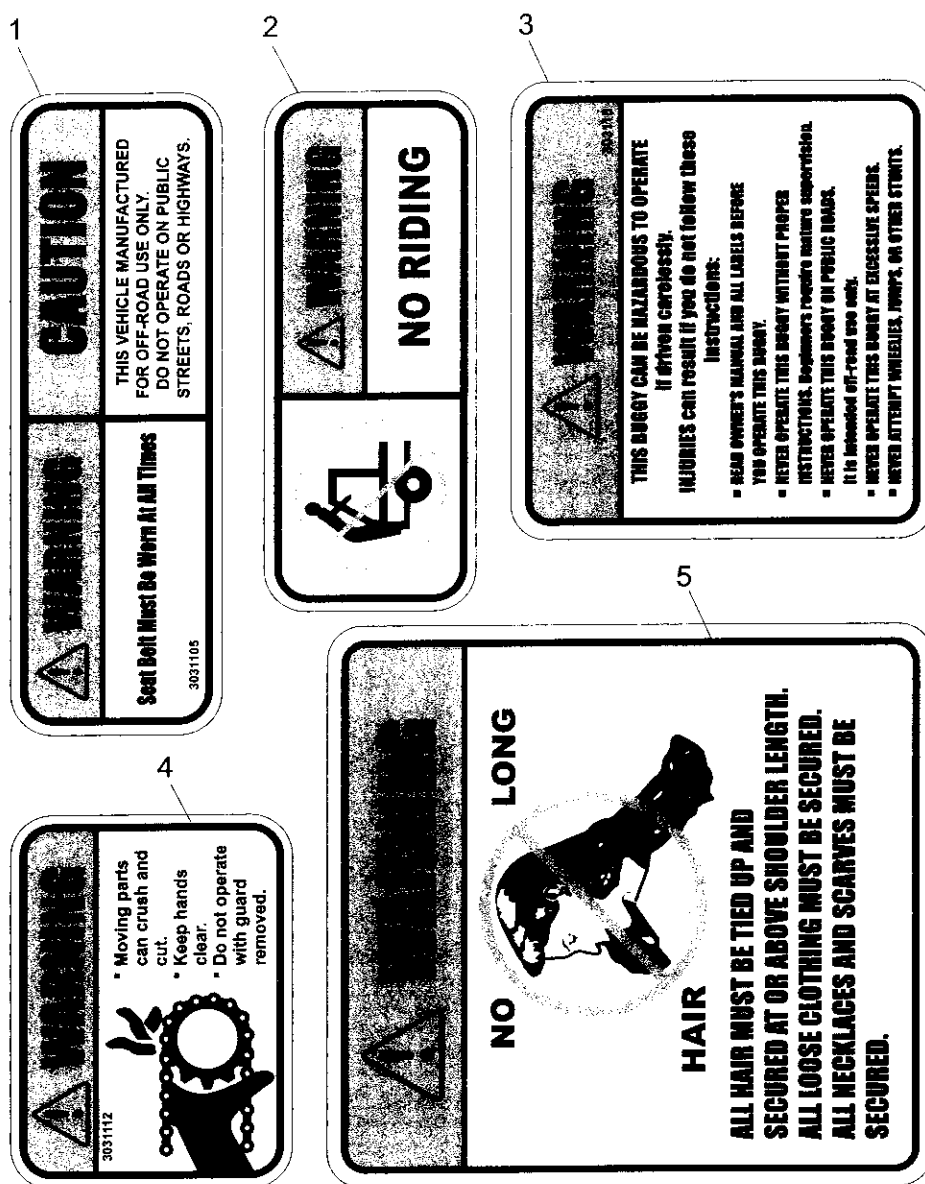 1
WARNING
Seat Belt Must Be Worn At All Times
3031105
CAUTION
THIS VEHICLE MANUFACTURED
FOR OFF-ROAD USE ONLY.
DO NOT OPERATE ON PUBLIC
STREETS, ROADS OR HIGHWAYS.
2
WARNING
NO RIDING
3
WARNING
THIS BUGGY CAN BE HAZARDOUS TO OPERATE
if driven carelessly.
INJURIES can result if you do not follow these
instructions:
▪ READ OWNER'S MANUAL AND ALL LABELS BEFORE
YOU OPERATE THIS BUGGY.
▪ NEVER OPERATE THIS BUGGY WITHOUT PROPER
INSTRUCTIONS. Beginners require mature supervision.
▪ NEVER OPERATE THIS BUGGY ON PUBLIC ROADS.
It is intended off-road use only.
▪ NEVER OPERATE THIS BUGGY AT EXCESSIVE SPEEDS.
▪ NEVER ATTEMPT WHEELIES, JUMPS, OR OTHER STUNTS.
4
WARNING
3031112
* Moving parts
can crush and
cut.
* Keep hands
clear.
* Do not operate
with guard
removed.
5
WARNING
NO LONG
HAIR
ALL HAIR MUST BE TIED UP AND
SECURED AT OR ABOVE SHOULDER LENGTH.
ALL LOOSE CLOTHING MUST BE SECURED.
ALL NECKLACES AND SCARVES MUST BE
SECURED.